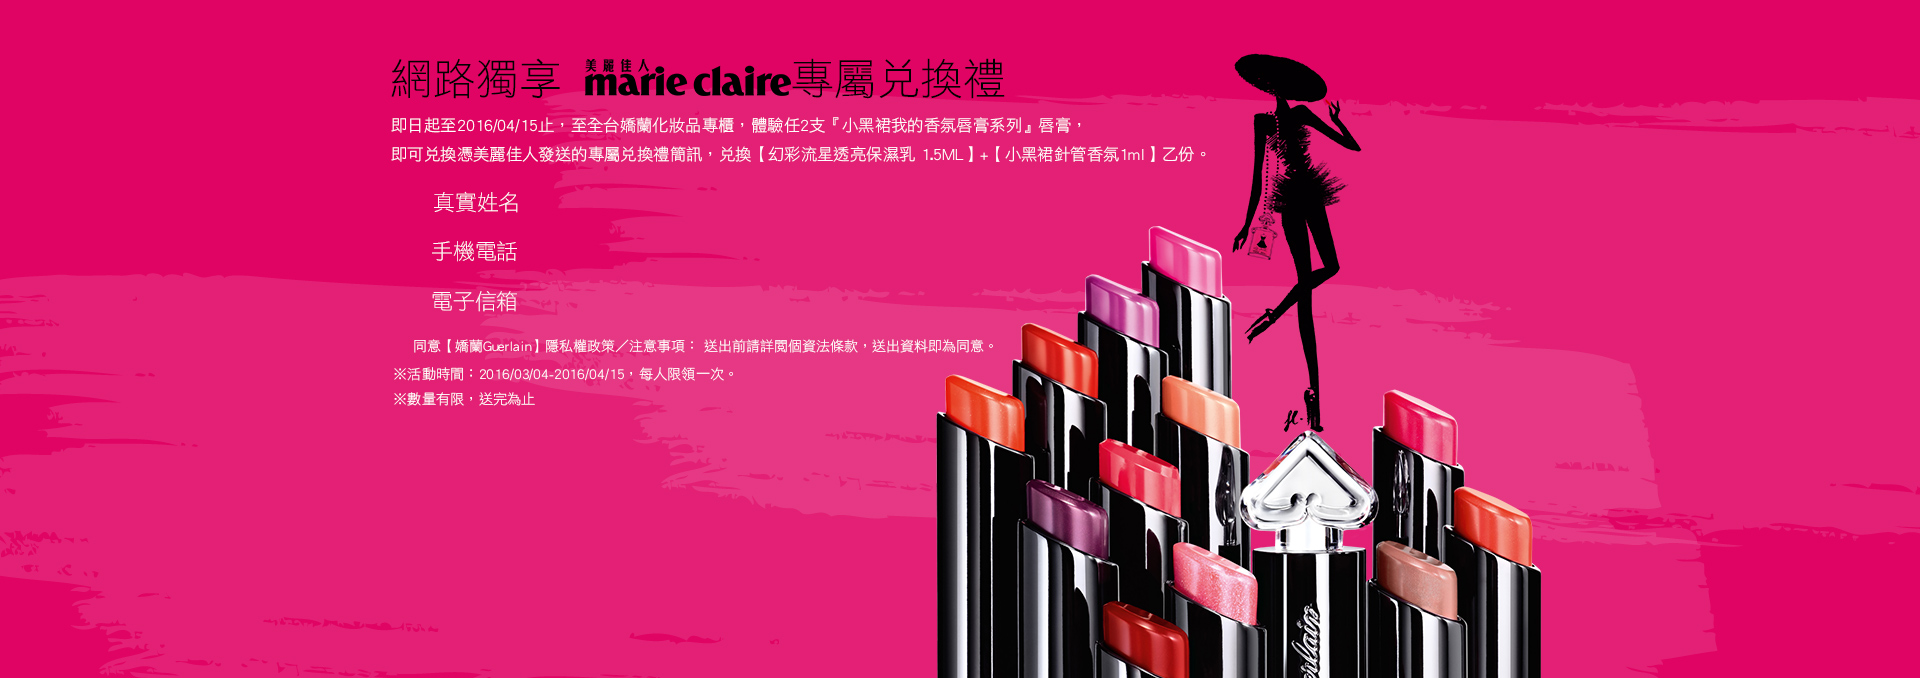 網路獨享 美麗佳人 marie claire 專屬兌換禮
即日起至2016/04/15止，至全台嬌蘭化妝品專櫃，體驗任2支『小黑裙我的香氛唇膏系列』唇膏，
即可兌換憑美麗佳人發送的專屬兌換禮簡訊，兌換【幻彩流星透亮保濕乳 1.5ML】+【小黑裙針管香氛1ml】乙份。
真實姓名
手機電話
電子信箱
同意【嬌蘭Guerlain】隱私權政策／注意事項： 送出前請詳閱個資法條款，送出資料即為同意。
※活動時間：2016/03/04-2016/04/15，每人限領一次。
※數量有限，送完為止